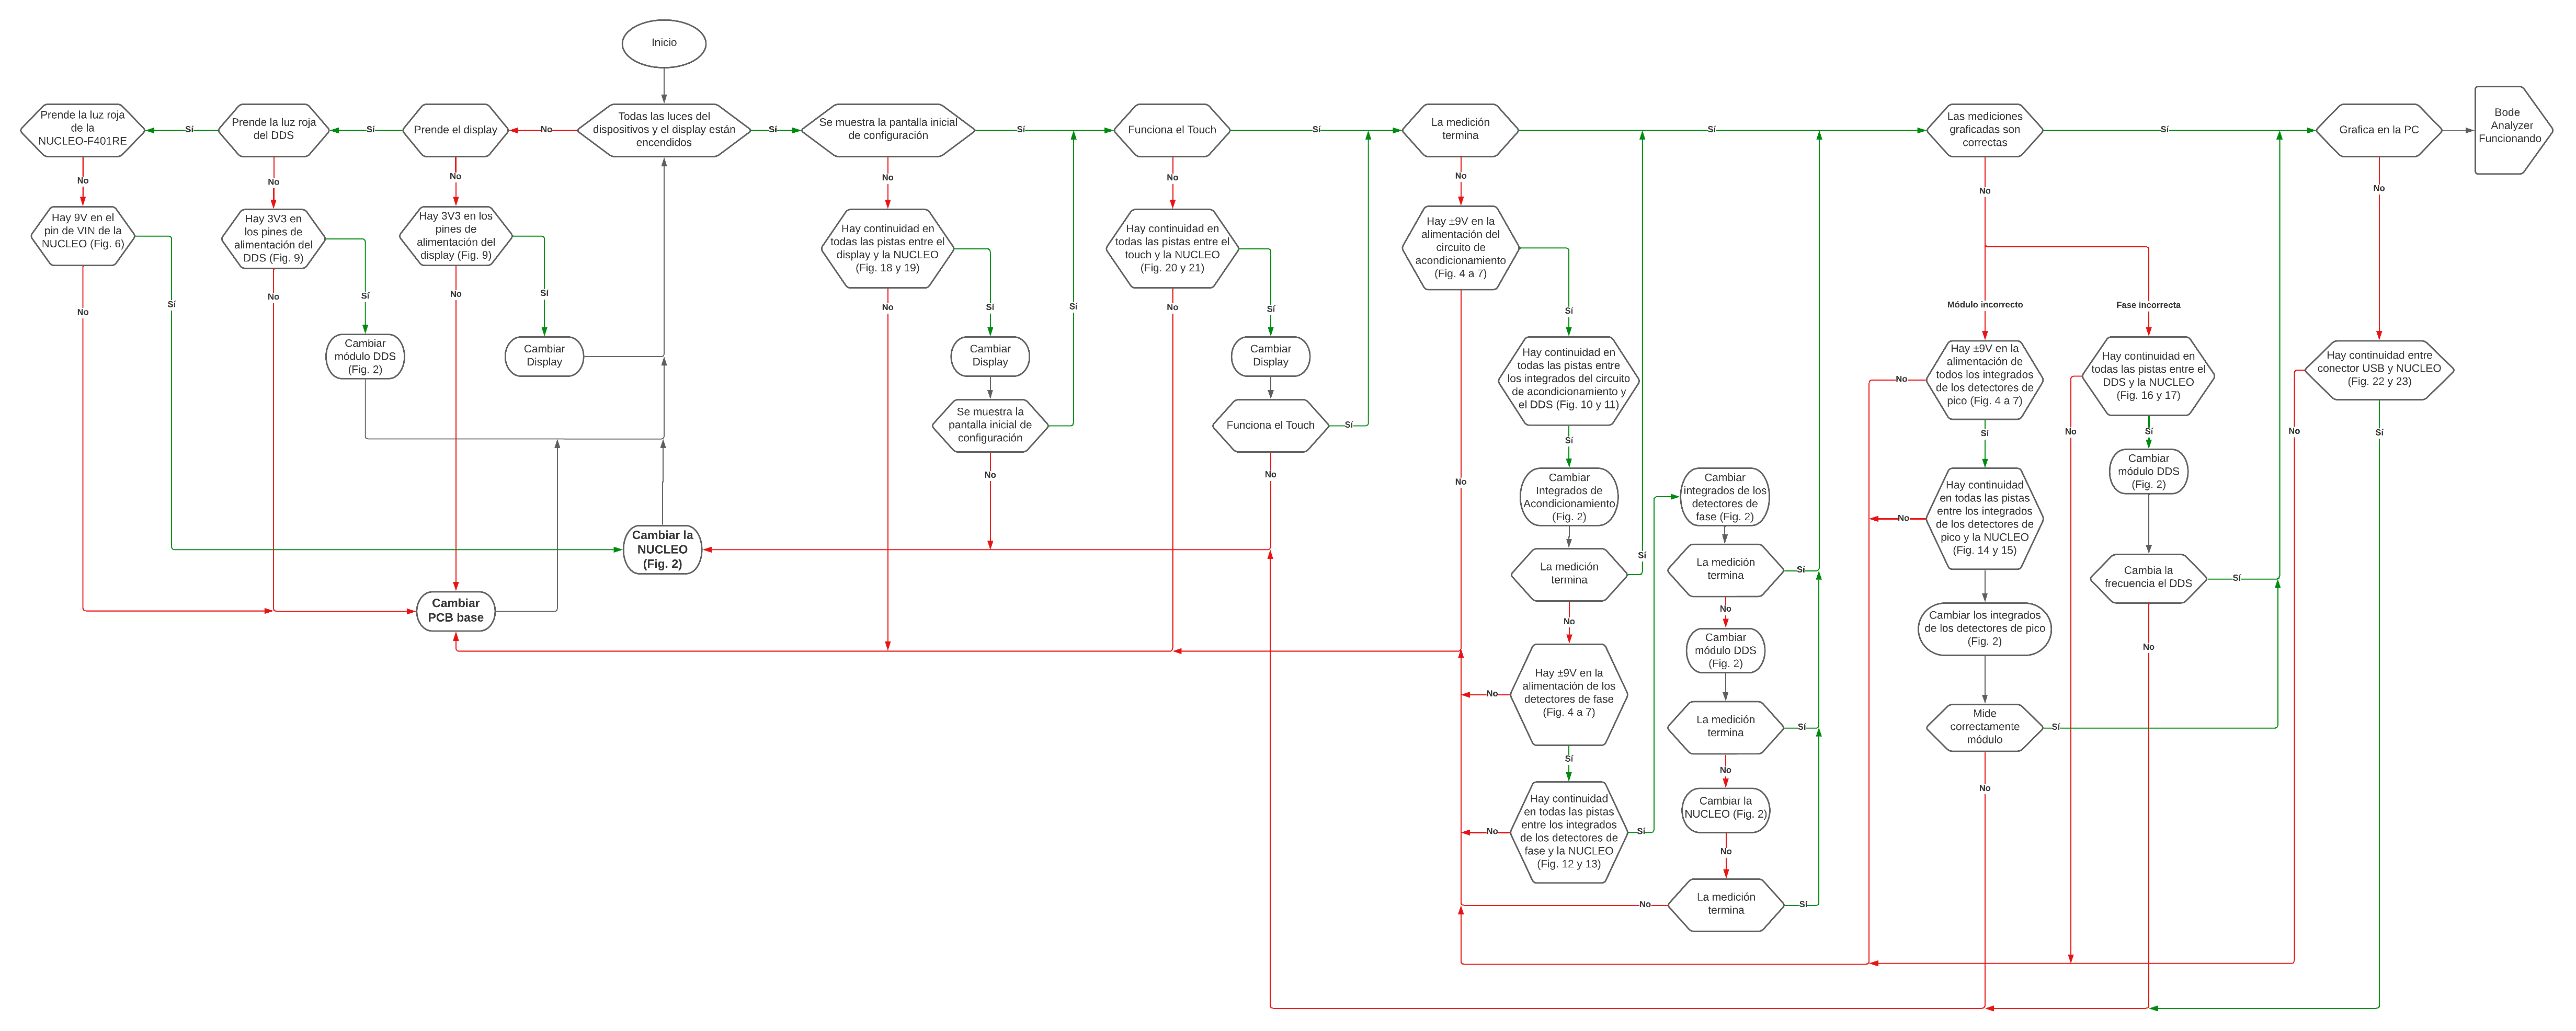 Inicio
Prende la luz roja
de la
NUCLEO-F401RE
Sí
Prende la luz roja
del DDS
Sí
Prende el display
No
Todas las luces del
dispositivos y el display están
encendidos
Sí
Se muestra la pantalla inicial
de configuración
Sí
Funciona el Touch
Sí
La medición
termina
Sí
Las mediciones
graficadas son
correctas
Sí
Grafica en la PC
Bode
Analyzer
Funcionando
No
Hay 9V en el
pin de VIN de la
NUCLEO (Fig. 6)
No
Sí
No
Hay 3V3 en
los pines de
alimentación del
DDS (Fig. 9)
No
Sí
Cambiar
módulo DDS
(Fig. 2)
No
Hay 3V3 en los
pines de
alimentación del
display (Fig. 9)
No
Sí
Cambiar
Display
Cambiar la
NUCLEO
(Fig. 2)
Cambiar
PCB base
No
Hay continuidad en
todas las pistas entre el
display y la NUCLEO
(Fig. 18 y 19)
No
Sí
Cambiar
Display
Se muestra la
pantalla inicial de
configuración
Sí
No
No
Hay continuidad en
todas las pistas entre el
touch y la NUCLEO
(Fig. 20 y 21)
No
Sí
Cambiar
Display
Funciona el Touch
Sí
No
No
Hay ±9V en la
alimentación del
circuito de
acondicionamiento
(Fig. 4 a 7)
No
Sí
Hay continuidad en
todas las pistas entre
los integrados del circuito
de acondicionamiento y
el DDS (Fig. 10 y 11)
Sí
Cambiar
Integrados de
Acondicionamiento
(Fig. 2)
La medición
termina
Sí
No
Hay ±9V en la
alimentación de los
detectores de fase
(Fig. 4 a 7)
No
Sí
Hay continuidad
en todas las pistas
entre los integrados
de los detectores de
fase y la NUCLEO
(Fig. 12 y 13)
No
Sí
Cambiar
integrados de los
detectores de
fase (Fig. 2)
La medición
termina
Sí
No
Cambiar
módulo DDS
(Fig. 2)
La medición
termina
Sí
No
Cambiar la
NUCLEO (Fig. 2)
No
La medición
termina
No
Sí
No
Módulo incorrecto
Fase incorrecta
Hay ±9V en la
alimentación de
todos los integrados
de los detectores de
pico (Fig. 4 a 7)
No
Sí
Hay continuidad
en todas las pistas
entre los integrados
de los detectores de
pico y la NUCLEO
(Fig. 14 y 15)
No
Cambiar los integrados
de los detectores de pico
(Fig. 2)
Mide
correctamente
módulo
Sí
No
Hay continuidad en
todas las pistas entre el
DDS y la NUCLEO
(Fig. 16 y 17)
No
Sí
Cambiar
módulo DDS
(Fig. 2)
Cambia la
frecuencia el DDS
Sí
No
No
Hay continuidad entre
conector USB y NUCLEO
(Fig. 22 y 23)
No
Sí